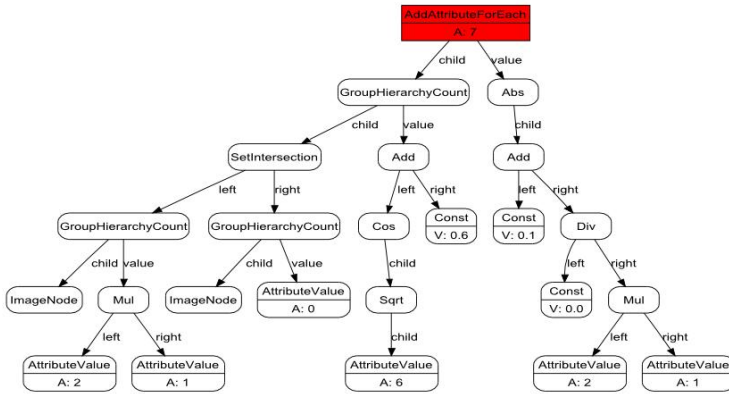 AddAttributeForEach
A: 7
child
value
GroupHierarchyCount
Abs
child
value
child
SetIntersection
Add
Add
left
right
left
right
left
right
GroupHierarchyCount
GroupHierarchyCount
Cos
Const
V: 0.6
Const
V: 0.1
Div
child
value
child
value
child
left
right
ImageNode
Mul
ImageNode
AttributeValue
A: 0
Sqrt
Const
V: 0.0
Mul
left
right
child
left
right
AttributeValue
A: 2
AttributeValue
A: 1
AttributeValue
A: 6
AttributeValue
A: 2
AttributeValue
A: 1